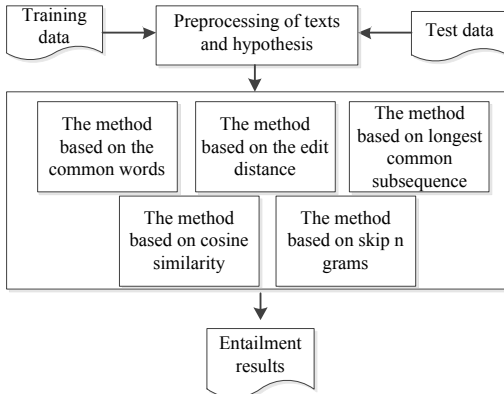 Training
data
Preprocessing of texts
and hypothesis
Test data
The method
based on the
common words
The method
based on the edit
distance
The method
based on longest
common
subsequence
The method
based on cosine
similarity
The method
based on skip n
grams
Entailment
results